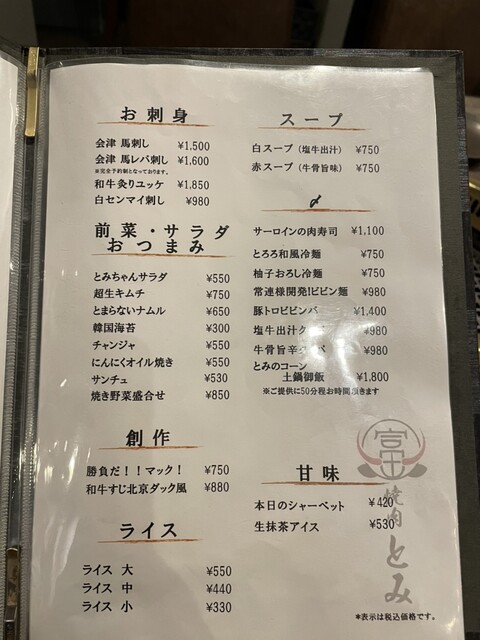 お刺身
会津 馬刺し ¥1,500
会津 馬レバ刺し ¥1,600
※完全予約制となっております。
和牛炙りユッケ ¥1,850
白センマイ刺し ¥980
前菜・サラダ
おつまみ
とみちゃんサラダ ¥550
超生キムチ ¥750
とまらないナムル ¥650
韓国海苔 ¥300
チャンジャ ¥550
にんにくオイル焼き ¥550
サンチュ ¥530
焼き野菜盛合せ ¥850
創作
勝負だ!!マック! ¥750
和牛すじ北京ダック風 ¥880
ライス
ライス 大 ¥550
ライス 中 ¥440
ライス 小 ¥330
スープ
白スープ(塩牛出汁) ¥750
赤スープ(牛骨旨味) ¥750
〆
サーロインの肉寿司 ¥1,100
とろろ和風冷麺 ¥750
柚子おろし冷麺 ¥750
常連様開発!ビビン麺 ¥980
豚トロビビンバ ¥1,400
塩牛出汁ク ¥980
牛骨旨辛ク バ ¥980
とみのコーン
土鍋御飯 ¥1,800
※ご提供に50分程お時間頂きます
甘味
本日のシャーベット ¥420
生抹茶アイス ¥530
焼肉とみ
*表示は税込価格です。